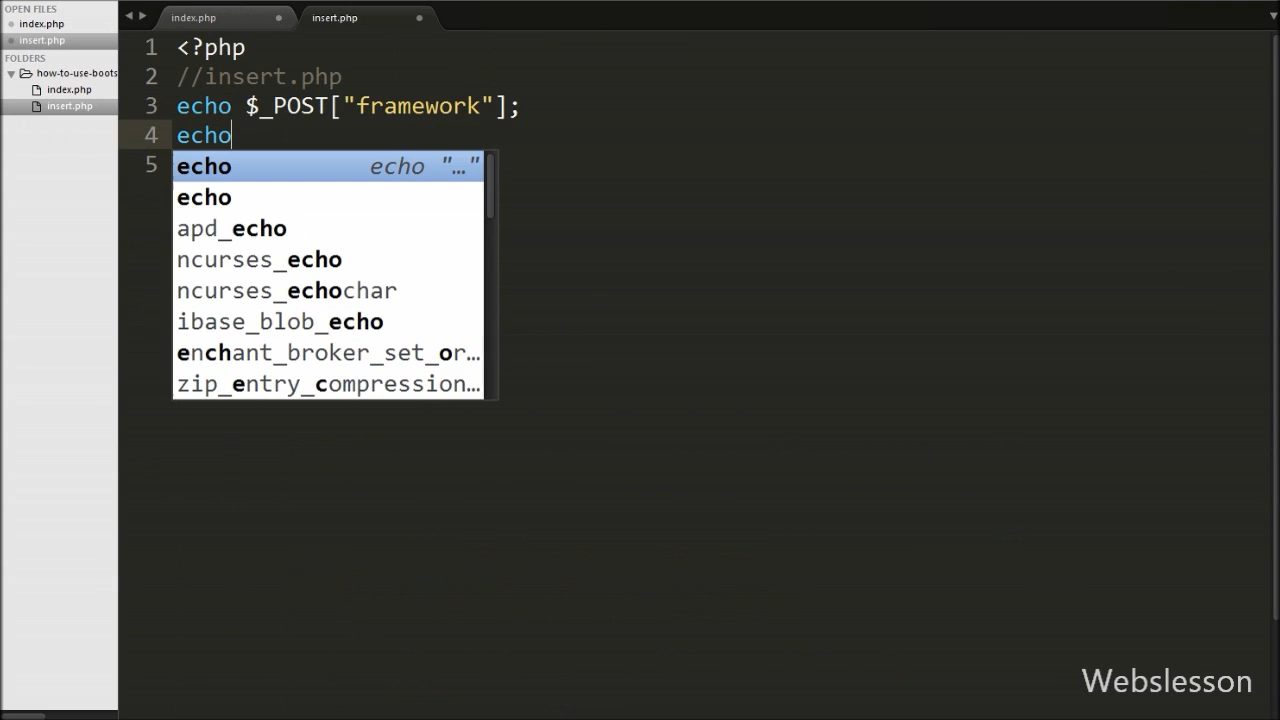 OPEN FILES
index.php
insert.php
FOLDERS
how-to-use-boots
index.php
insert.php
index.php
insert.php
1 <?php
2 //insert.php
3 echo $_POST["framework"];
4 echo
5
echo echo "…"
echo
apd_echo
ncurses_echo
ncurses_echochar
ibase_blob_echo
enchant_broker_set_or…
zip_entry_compression…
Webslesson